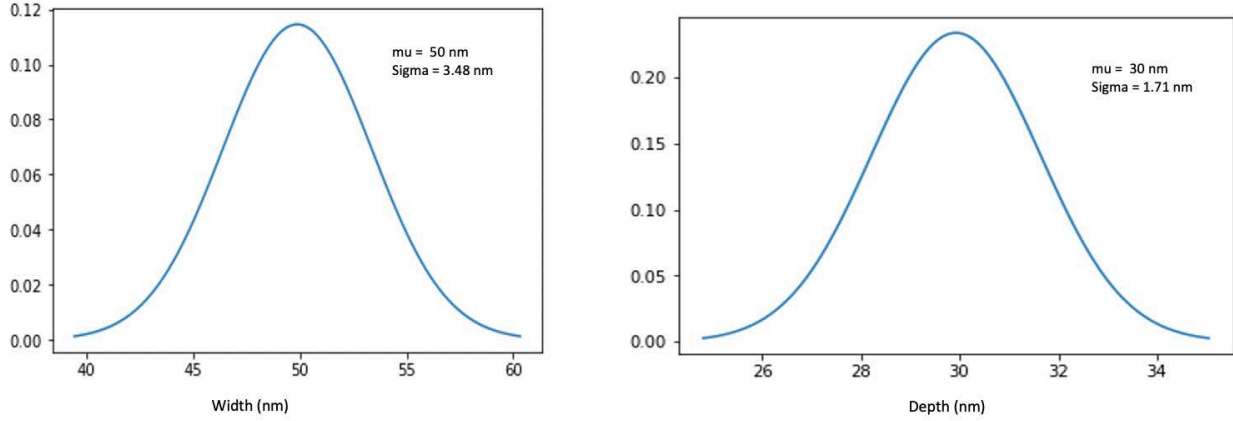 0.12
0.10
0.08
0.06
0.04
0.02
0.00
40 45 50 55 60
mu = 50 nm
Sigma = 3.48 nm
Width (nm)
0.20
0.15
0.10
0.05
0.00
26 28 30 32 34
mu = 30 nm
Sigma = 1.71 nm
Depth (nm)